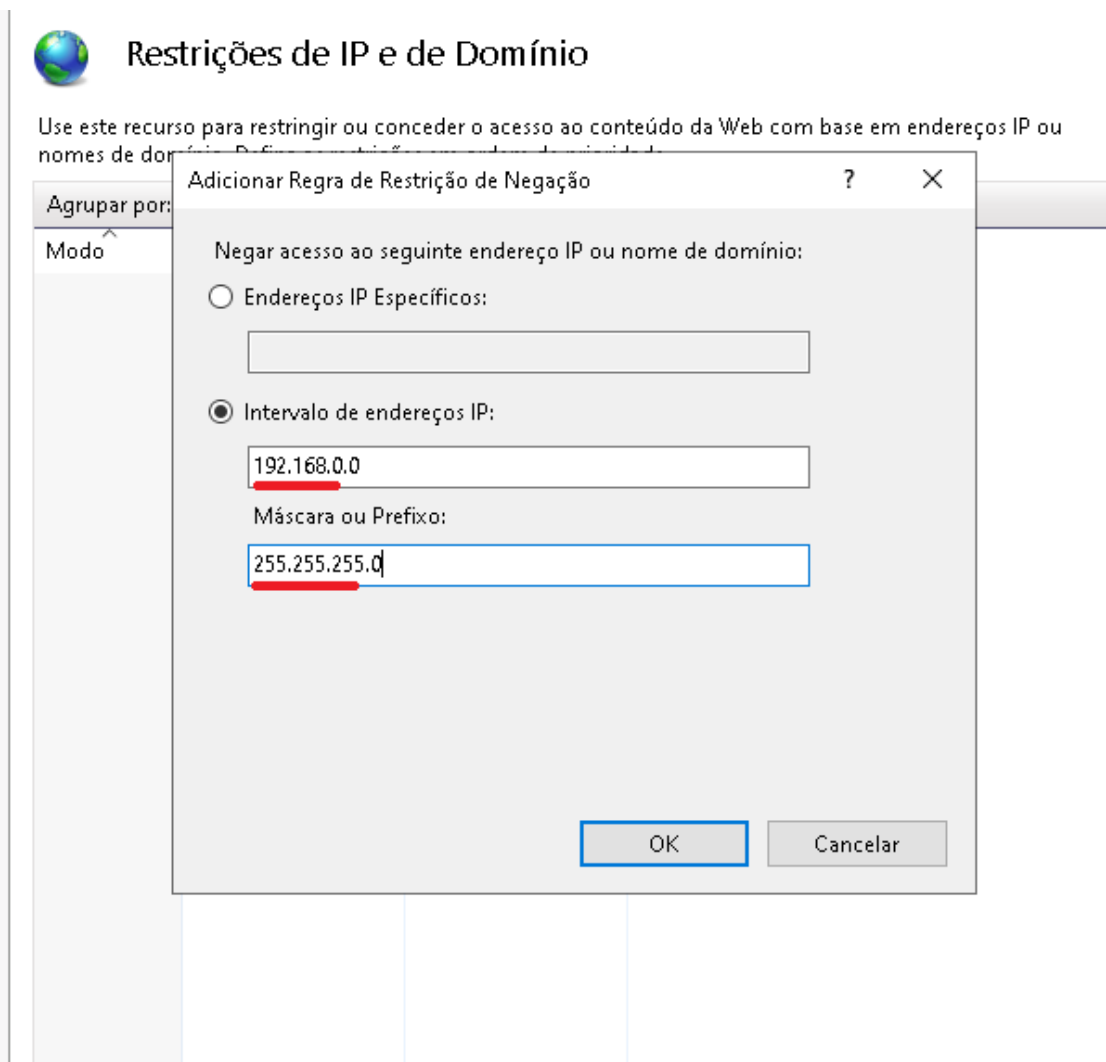 Restrições de IP e de Domínio
Use este recurso para restringir ou conceder o acesso ao conteúdo da Web com base em endereços IP ou
nomes de
Adicionar Regra de Restrição de Negação ? ×
Agrupar por:
Modo
Negar acesso ao seguinte endereço IP ou nome de domínio:
Endereços IP Específicos:
Intervalo de endereços IP:
192.168.0.0
Máscara ou Prefixo:
255.255.255.0
OK Cancelar